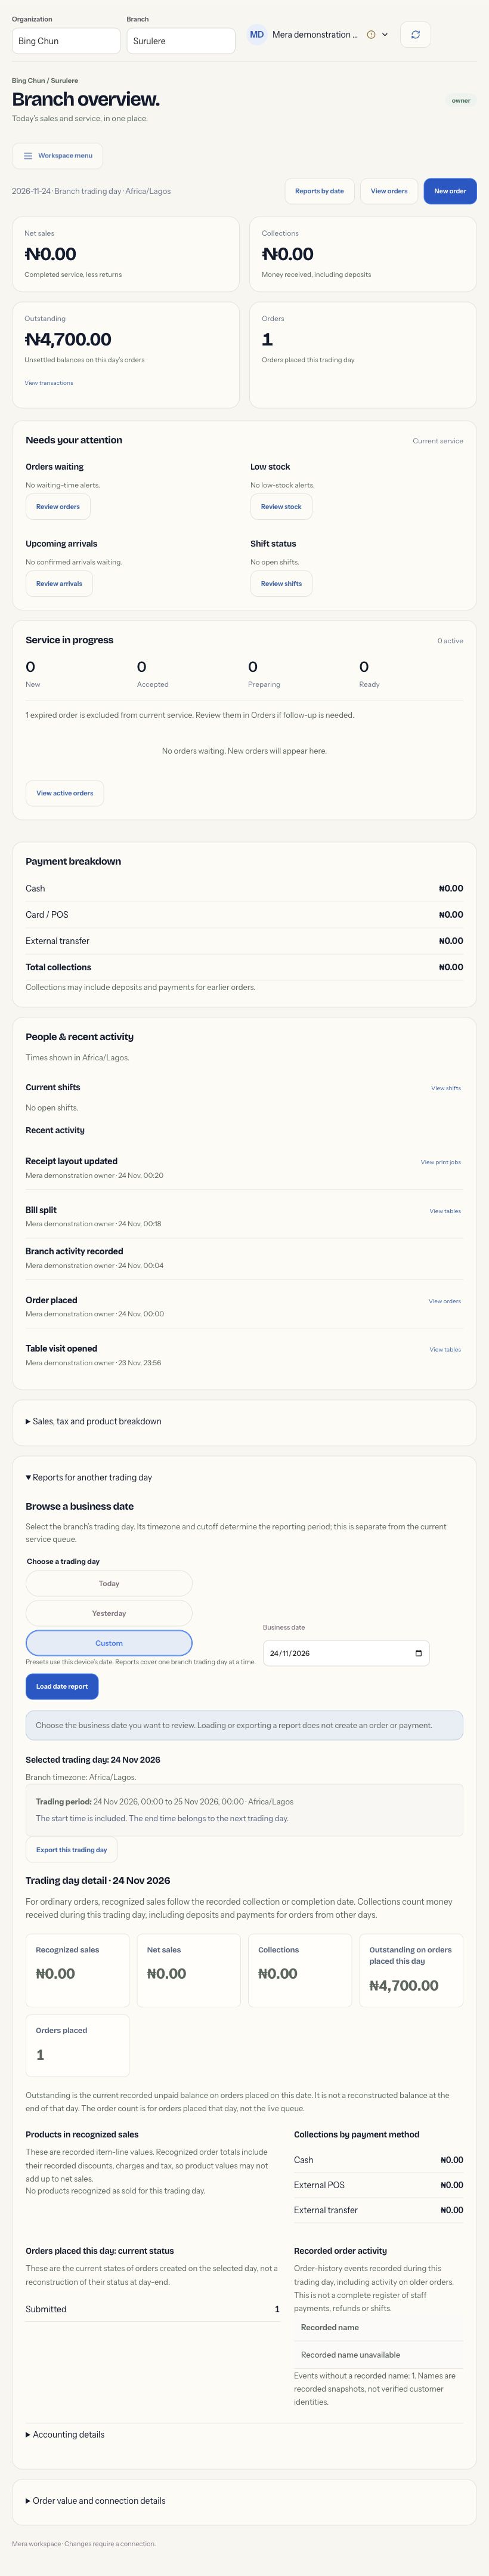 Organization
Branch
Bing Chun
Surulere
MD
Mera demonstration ...
Bing Chun / Surulere
Branch overview.
owner
Today's sales and service, in one place.
Workspace menu
2026-11-24 · Branch trading day · Africa/Lagos
Reports by date
View orders
New order
Net sales
₦0.00
Completed service, less returns
Collections
₦0.00
Money received, including deposits
Outstanding
₦4,700.00
Unsettled balances on this day's orders
View transactions
Orders
1
Orders placed this trading day
Needs your attention
Current service
Orders waiting
No waiting-time alerts.
Review orders
Low stock
No low-stock alerts.
Review stock
Upcoming arrivals
No confirmed arrivals waiting.
Review arrivals
Shift status
No open shifts.
Review shifts
Service in progress
0 active
0
New
0
Accepted
0
Preparing
0
Ready
1 expired order is excluded from current service. Review them in Orders if follow-up is needed.
No orders waiting. New orders will appear here.
View active orders
Payment breakdown
Cash ₦0.00
Card / POS ₦0.00
External transfer ₦0.00
Total collections ₦0.00
Collections may include deposits and payments for earlier orders.
People & recent activity
Times shown in Africa/Lagos.
Current shifts
View shifts
No open shifts.
Recent activity
Receipt layout updated
View print jobs
Mera demonstration owner · 24 Nov, 00:20
Bill split
View tables
Mera demonstration owner · 24 Nov, 00:18
Branch activity recorded
Mera demonstration owner · 24 Nov, 00:04
Order placed
View orders
Mera demonstration owner · 24 Nov, 00:00
Table visit opened
View tables
Mera demonstration owner · 23 Nov, 23:56
▶ Sales, tax and product breakdown
▼ Reports for another trading day
Browse a business date
Select the branch's trading day. Its timezone and cutoff determine the reporting period; this is separate from the current
service queue.
Choose a trading day
Today
Yesterday
Custom
Presets use this device's date. Reports cover one branch trading day at a time.
Business date
24/11/2026
Load date report
Choose the business date you want to review. Loading or exporting a report does not create an order or payment.
Selected trading day: 24 Nov 2026
Branch timezone: Africa/Lagos.
Trading period: 24 Nov 2026, 00:00 to 25 Nov 2026, 00:00 · Africa/Lagos
The start time is included. The end time belongs to the next trading day.
Export this trading day
Trading day detail · 24 Nov 2026
For ordinary orders, recognized sales follow the recorded collection or completion date. Collections count money
received during this trading day, including deposits and payments for orders from other days.
Recognized sales
₦0.00
Net sales
₦0.00
Collections
₦0.00
Outstanding on orders
placed this day
₦4,700.00
Orders placed
1
Outstanding is the current recorded unpaid balance on orders placed on this date. It is not a reconstructed balance at the
end of that day. The order count is for orders placed that day, not the live queue.
Products in recognized sales
These are recorded item-line values. Recognized order totals include
their recorded discounts, charges and tax, so product values may not
add up to net sales.
No products recognized as sold for this trading day.
Collections by payment method
Cash ₦0.00
External POS ₦0.00
External transfer ₦0.00
Orders placed this day: current status
These are the current states of orders created on the selected day, not a
reconstruction of their status at day-end.
Submitted 1
Recorded order activity
Order-history events recorded during this
trading day, including activity on older orders.
This is not a complete register of staff
payments, refunds or shifts.
Recorded name
Recorded name unavailable
Events without a recorded name: 1. Names are
recorded snapshots, not verified customer
identities.
▶ Accounting details
▶ Order value and connection details
Mera workspace · Changes require a connection.